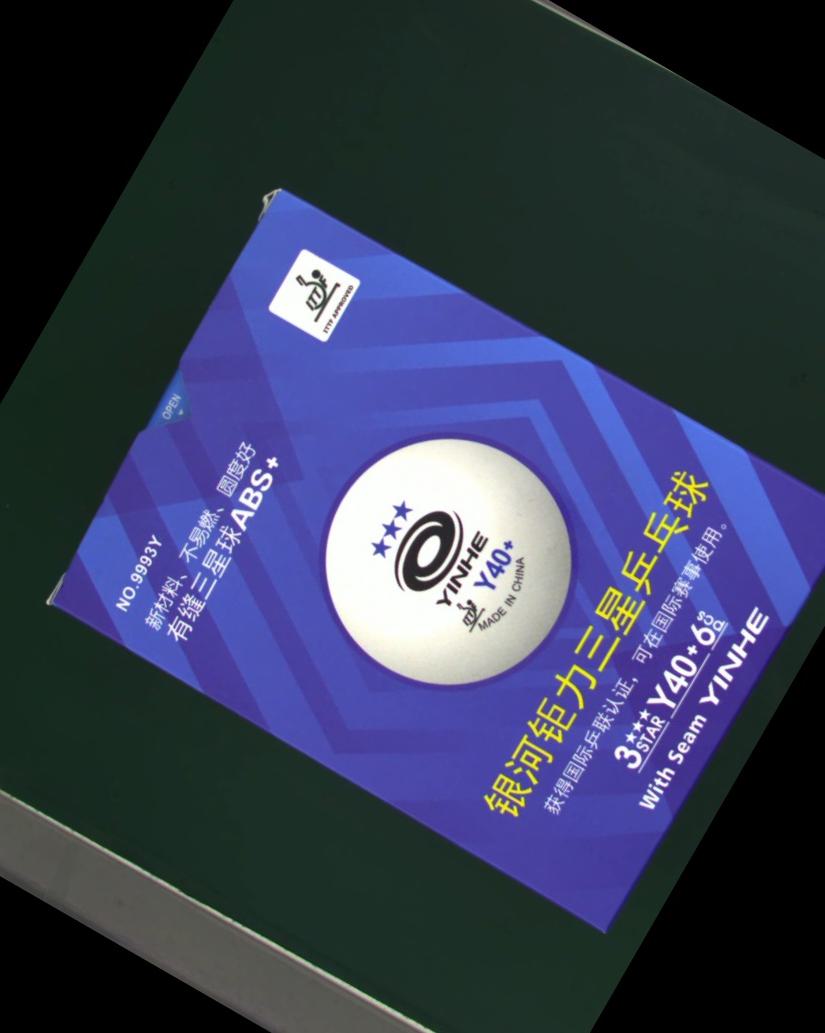 ITTF APPROVED
OPEN
NO.9993Y
新材料、不易燃、圆度好
有缝三星球ABS+
YINHE
Y40+
MADE IN CHINA
银河钜力三星乒乓球
获得国际乒联认证，可在国际赛事使用。
3 STAR Y40+ 6
With Seam YINHE